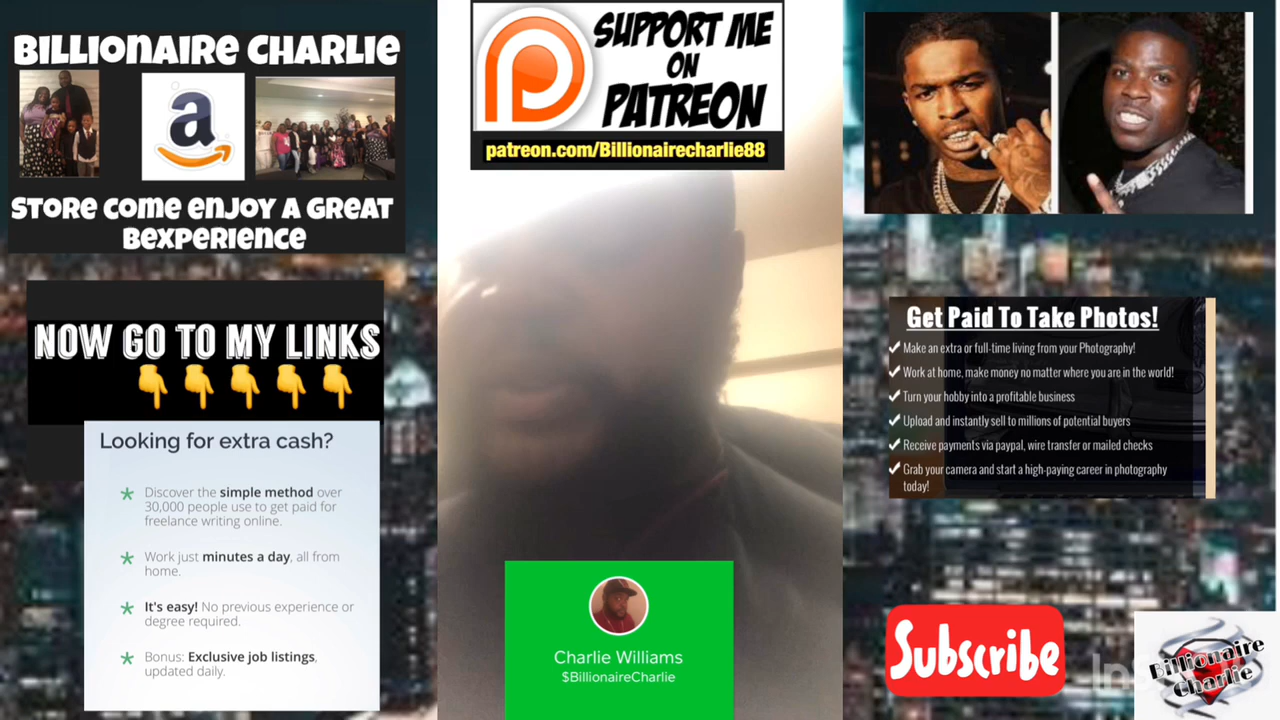 BILLIONAIRE CHARLIE
a
STORE COME ENJOY A GREAT
BEXPERIENCE
NOW GO TO MY LINKS
Looking for extra cash?
Discover the simple method over
30,000 people use to get paid for
freelance writing online.
Work just minutes a day, all from
home.
It's easy! No previous experience or
degree required.
Bonus: Exclusive job listings,
updated daily.
SUPPORT ME
ON
PATREON
patreon.com/Billionairecharlie88
Charlie Williams
$BillionaireCharlie
Get Paid To Take Photos!
Make an extra or full-time living from your Photography!
Work at home, make money no matter where you are in the world!
Turn your hobby into a profitable business
Upload and instantly sell to millions of potential buyers
Receive payments via paypal, wire transfer or mailed checks
Grab your camera and start a high-paying career in photography
today!
Subscribe
Billionaire
Charlie